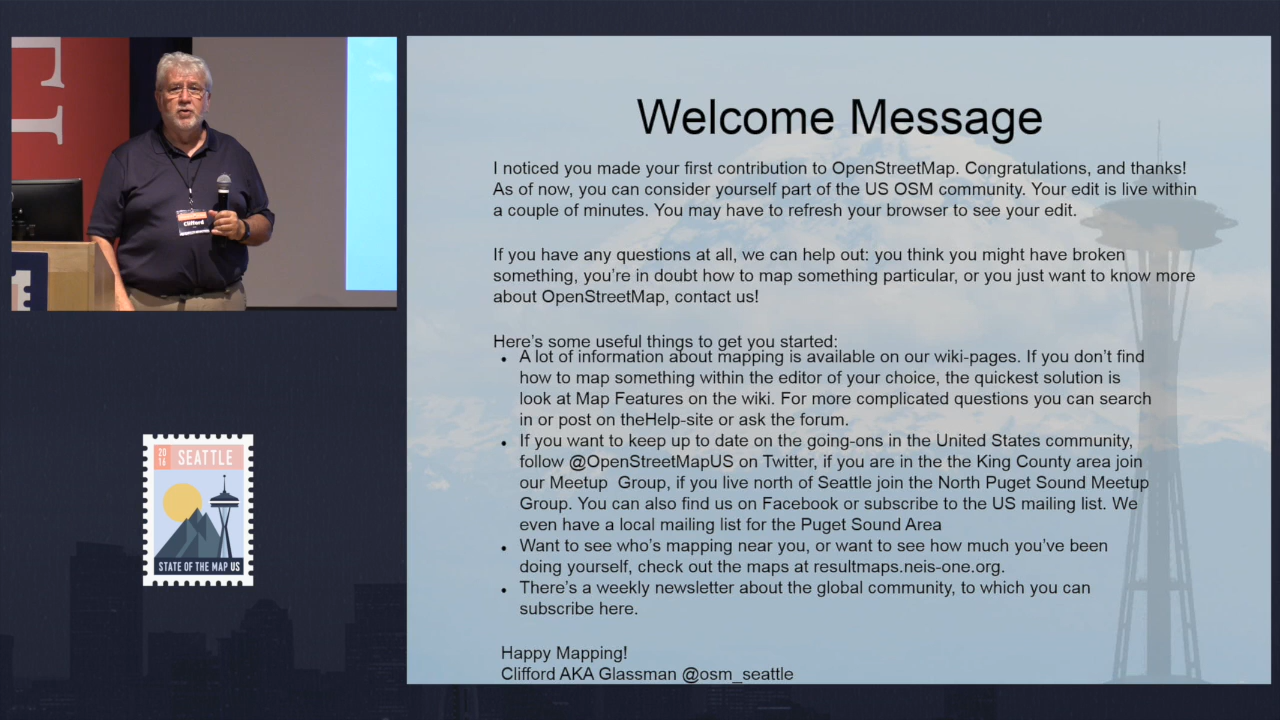 Clifford
20
16
SEATTLE
STATE OF THE MAP US
Welcome Message
I noticed you made your first contribution to OpenStreetMap. Congratulations, and thanks!
As of now, you can consider yourself part of the US OSM community. Your edit is live within
a couple of minutes. You may have to refresh your browser to see your edit.
If you have any questions at all, we can help out: you think you might have broken
something, you're in doubt how to map something particular, or you just want to know more
about OpenStreetMap, contact us!
Here's some useful things to get you started:
• A lot of information about mapping is available on our wiki-pages. If you don't find
how to map something within the editor of your choice, the quickest solution is
look at Map Features on the wiki. For more complicated questions you can search
in or post on theHelp-site or ask the forum.
• If you want to keep up to date on the going-ons in the United States community,
follow @OpenStreetMapUS on Twitter, if you are in the the King County area join
our Meetup Group, if you live north of Seattle join the North Puget Sound Meetup
Group. You can also find us on Facebook or subscribe to the US mailing list. We
even have a local mailing list for the Puget Sound Area
• Want to see who's mapping near you, or want to see how much you've been
doing yourself, check out the maps at resultmaps.neis-one.org.
• There's a weekly newsletter about the global community, to which you can
subscribe here.
Happy Mapping!
Clifford AKA Glassman @osm_seattle